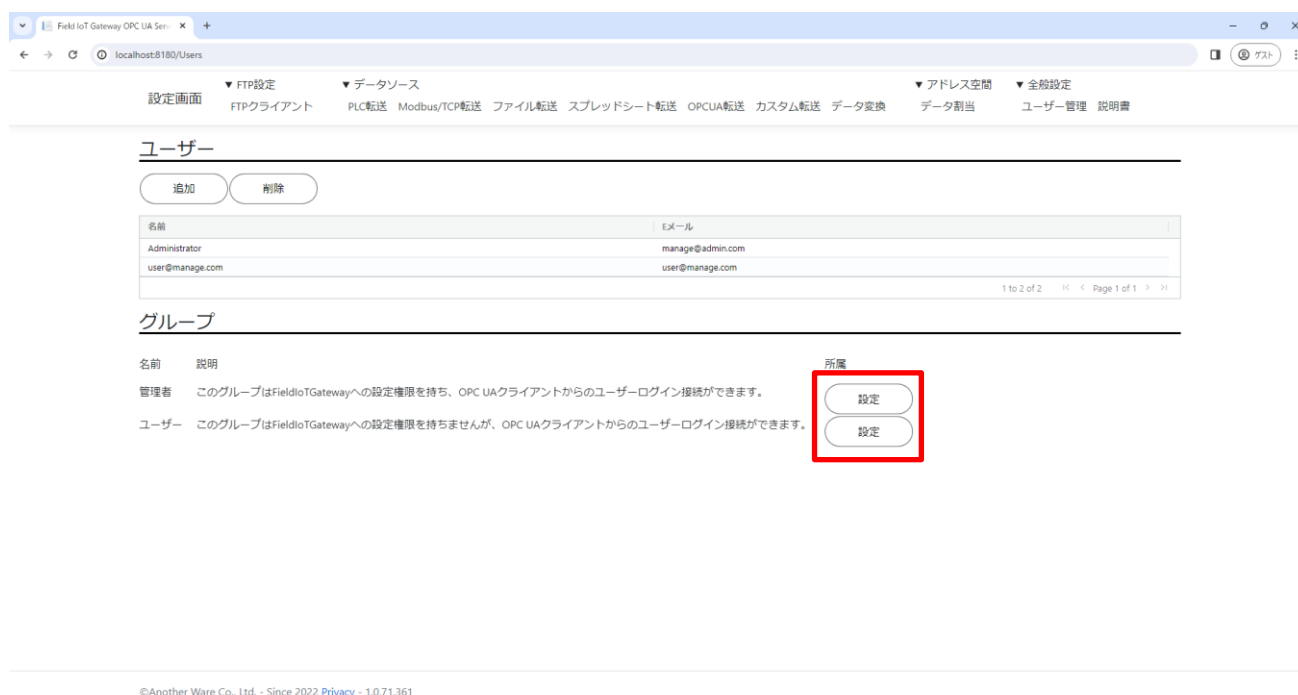 Field IoT Gateway OPC UA Ser
localhost:8180/Users
ゲスト
設定画面
▼ FTP設定
▼ データソース
▼ アドレス空間
▼ 全般設定
FTPクライアント
PLC転送 Modbus/TCP転送 ファイル転送 スプレッドシート転送 OPCUA転送 カスタム転送 データ変換
データ割当
ユーザー管理 説明書
ユーザー
追加 削除
名前 Eメール
Administrator manage@admin.com
user@manage.com user@manage.com
1 to 2 of 2 Page 1 of 1
グループ
名前 説明 所属
管理者 このグループはFieldIoTGatewayへの設定権限を持ち、OPC UAクライアントからのユーザーログイン接続ができます。 設定
ユーザー このグループはFieldIoTGatewayへの設定権限を持ちませんが、OPC UAクライアントからのユーザーログイン接続ができます。 設定
©Another Ware Co., Ltd. - Since 2022 Privacy - 1.0.71.361